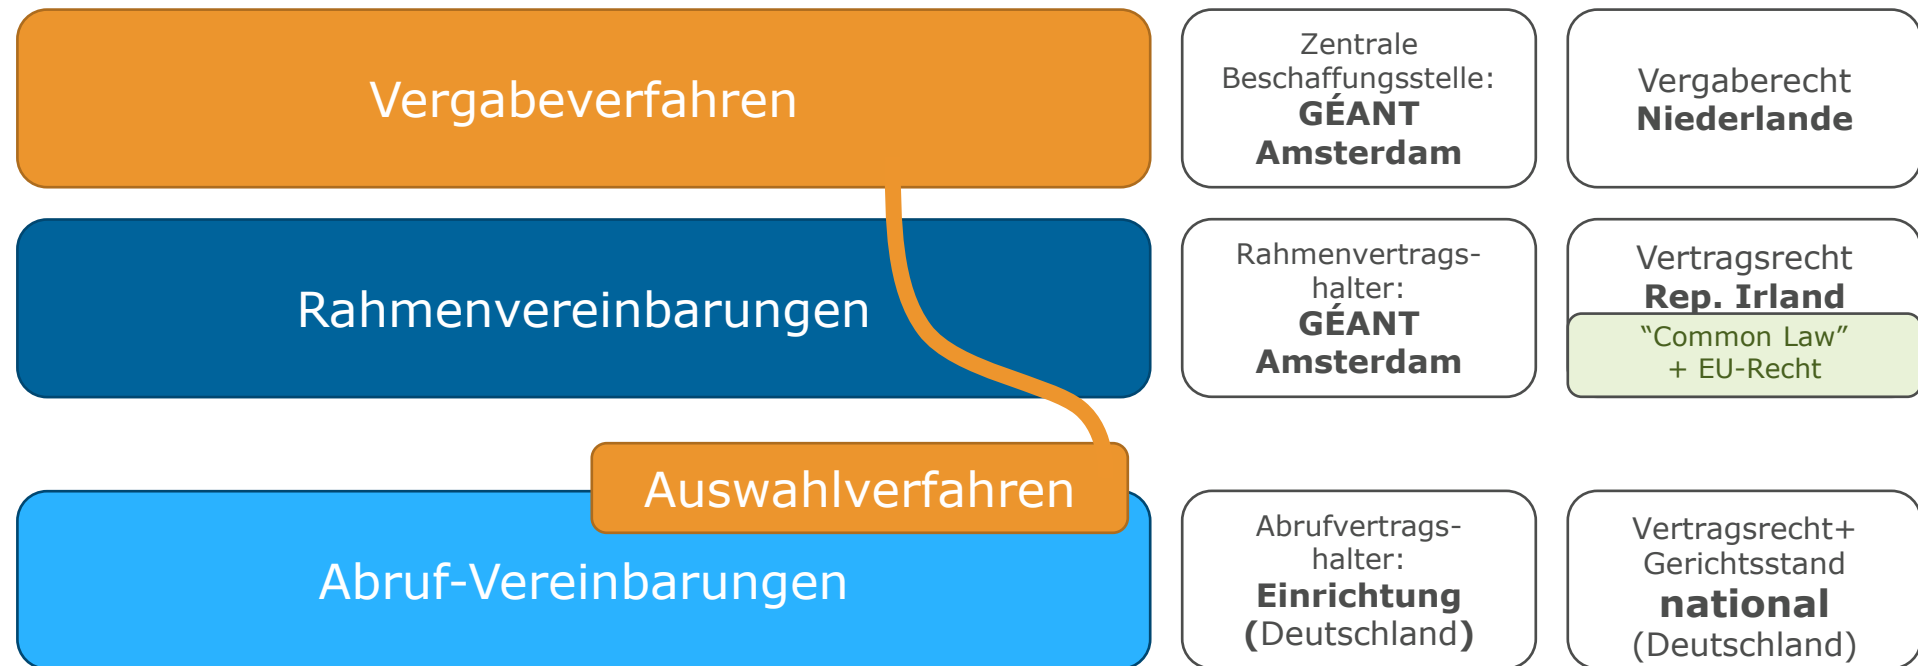 Vergabeverfahren
Zentrale
Beschaffungsstelle:
GÉANT
Amsterdam
Vergaberecht
Niederlande
Rahmenvereinbarungen
Rahmenvertrags-
halter:
GÉANT
Amsterdam
Vertragsrecht
Rep. Irland
“Common Law”
+ EU-Recht
Auswahlverfahren
Abruf-Vereinbarungen
Abrufvertrags-
halter:
Einrichtung
(Deutschland)
Vertragsrecht+
Gerichtsstand
national
(Deutschland)